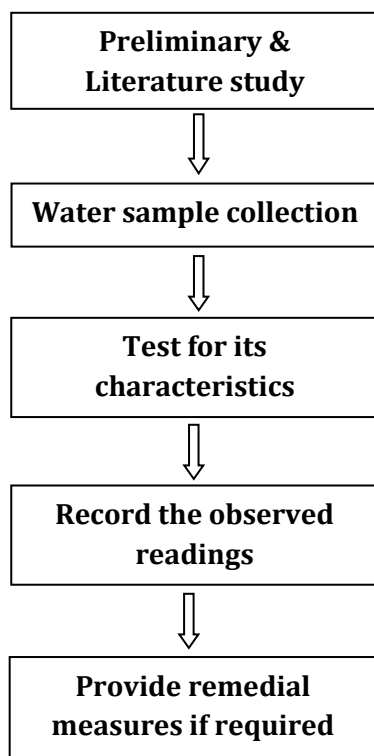 Preliminary &
Literature study
Water sample collection
Test for its
characteristics
Record the observed
readings
Provide remedial
measures if required